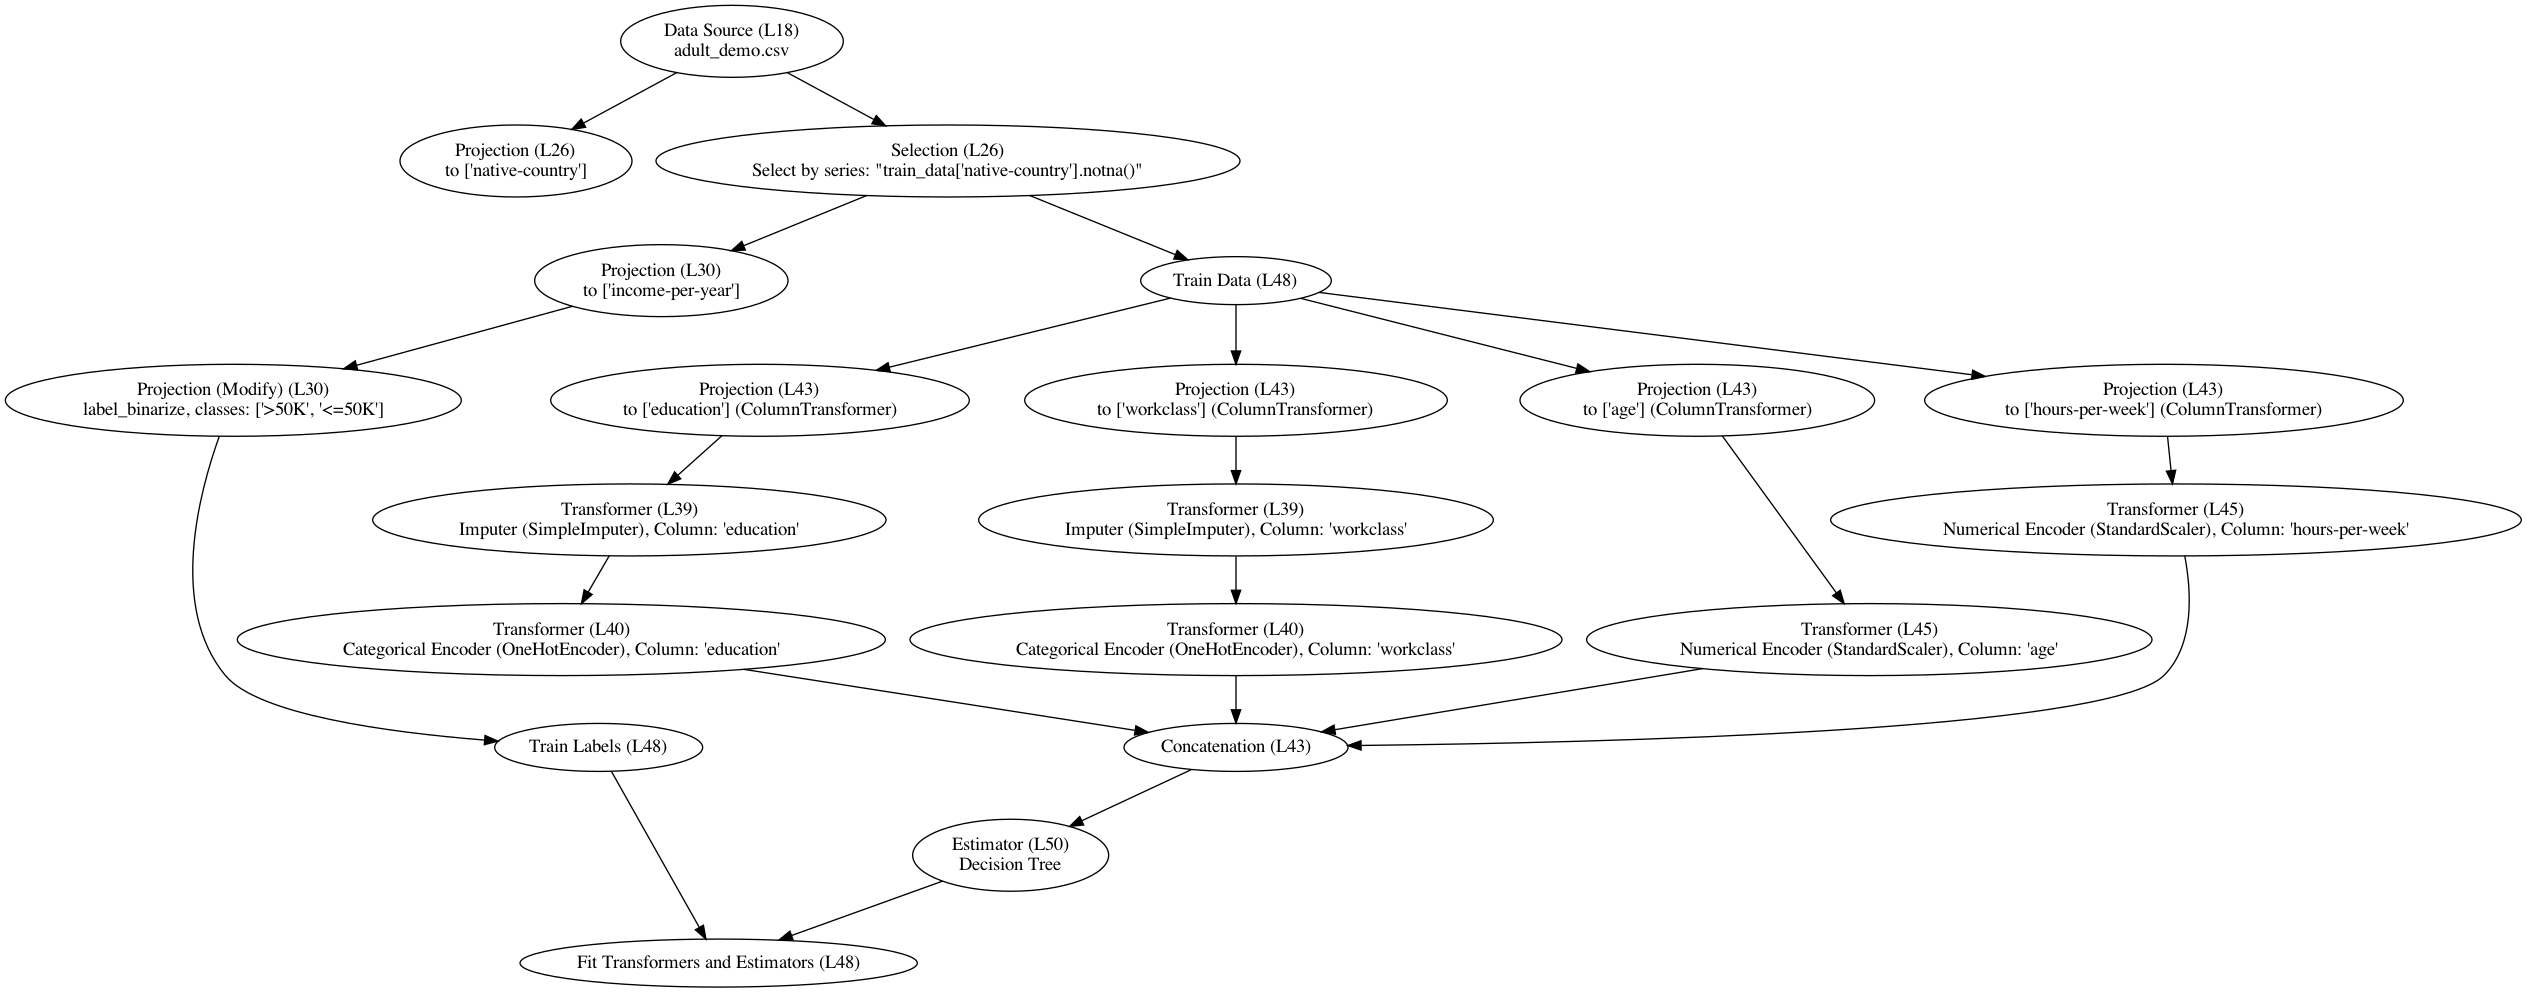 Data Source (L18)
adult_demo.csv
Projection (L26)
to ['native-country']
Selection (L26)
Select by series: "train_data['native-country'].notna()"
Projection (L30)
to ['income-per-year']
Train Data (L48)
Projection (Modify) (L30)
label_binarize, classes: ['>50K', '<=50K']
Projection (L43)
to ['education'] (ColumnTransformer)
Projection (L43)
to ['workclass'] (ColumnTransformer)
Projection (L43)
to ['age'] (ColumnTransformer)
Projection (L43)
to ['hours-per-week'] (ColumnTransformer)
Transformer (L39)
Imputer (SimpleImputer), Column: 'education'
Transformer (L39)
Imputer (SimpleImputer), Column: 'workclass'
Transformer (L45)
Numerical Encoder (StandardScaler), Column: 'hours-per-week'
Transformer (L40)
Categorical Encoder (OneHotEncoder), Column: 'education'
Transformer (L40)
Categorical Encoder (OneHotEncoder), Column: 'workclass'
Transformer (L45)
Numerical Encoder (StandardScaler), Column: 'age'
Train Labels (L48)
Concatenation (L43)
Estimator (L50)
Decision Tree
Fit Transformers and Estimators (L48)